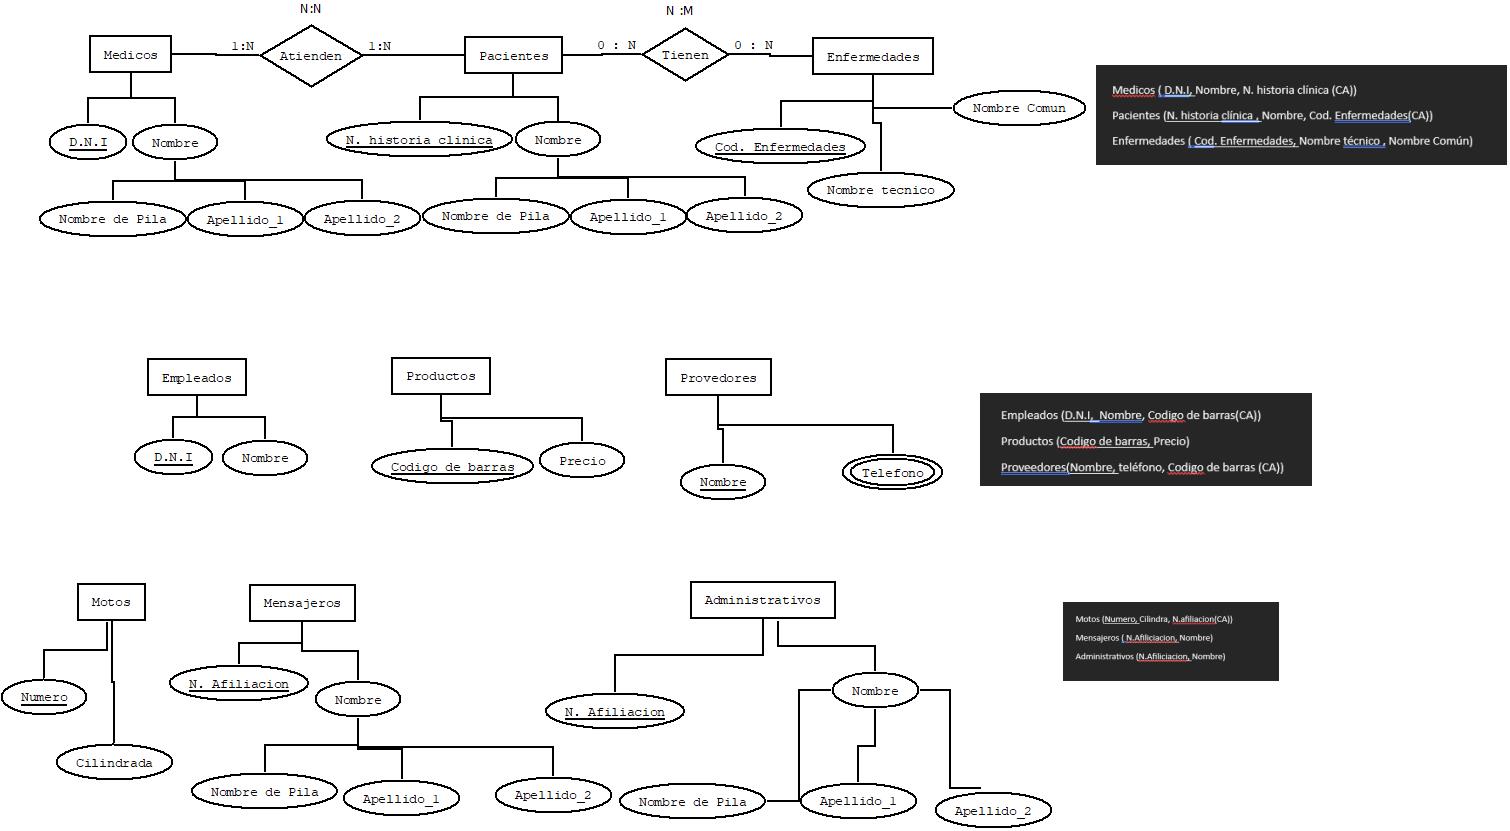 N:N
N :M
Medicos
1:N
Atienden
1:N
Pacientes
0 : N
Tienen
0 : N
Enfermedades
D.N.I
Nombre
N. historia clinica
Nombre
Cod. Enfermedades
Nombre Comun
Nombre tecnico
Nombre de Pila
Apellido_1
Apellido_2
Nombre de Pila
Apellido_1
Apellido_2
Medicos ( D.N.I, Nombre, N. historia clínica (CA))
Pacientes (N. historia clínica , Nombre, Cod. Enfermedades(CA))
Enfermedades ( Cod. Enfermedades, Nombre técnico , Nombre Común)
Empleados
Productos
Provedores
D.N.I
Nombre
Codigo de barras
Precio
Nombre
Telefono
Empleados (D.N.I, Nombre, Codigo de barras(CA))
Productos (Codigo de barras, Precio)
Proveedores(Nombre, teléfono, Codigo de barras (CA))
Motos
Mensajeros
Administrativos
Numero
Cilindrada
N. Afiliacion
Nombre
N. Afiliacion
Nombre
Nombre de Pila
Apellido_1
Apellido_2
Nombre de Pila
Apellido_1
Apellido_2
Motos (Numero, Cilindra, N.afiliacion(CA))
Mensajeros ( N.Afiliciacion, Nombre)
Administrativos (N.Afiliciacion, Nombre)